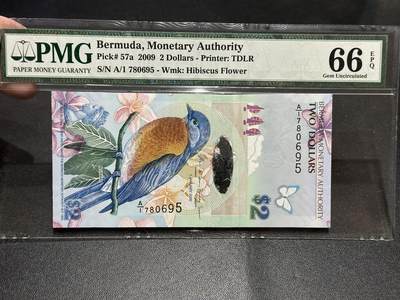 PMG
PAPER MONEY GUARANTY
Bermuda, Monetary Authority
Pick# 57a 2009 2 Dollars - Printer: TDLR
S/N A/1 780695 - Wmk: Hibiscus Flower
66 EPQ
Gem Uncirculated
A/1 780695
$2
A/1 780695
$2
BERMUDA MONETARY AUTHORITY
TWO DOLLARS